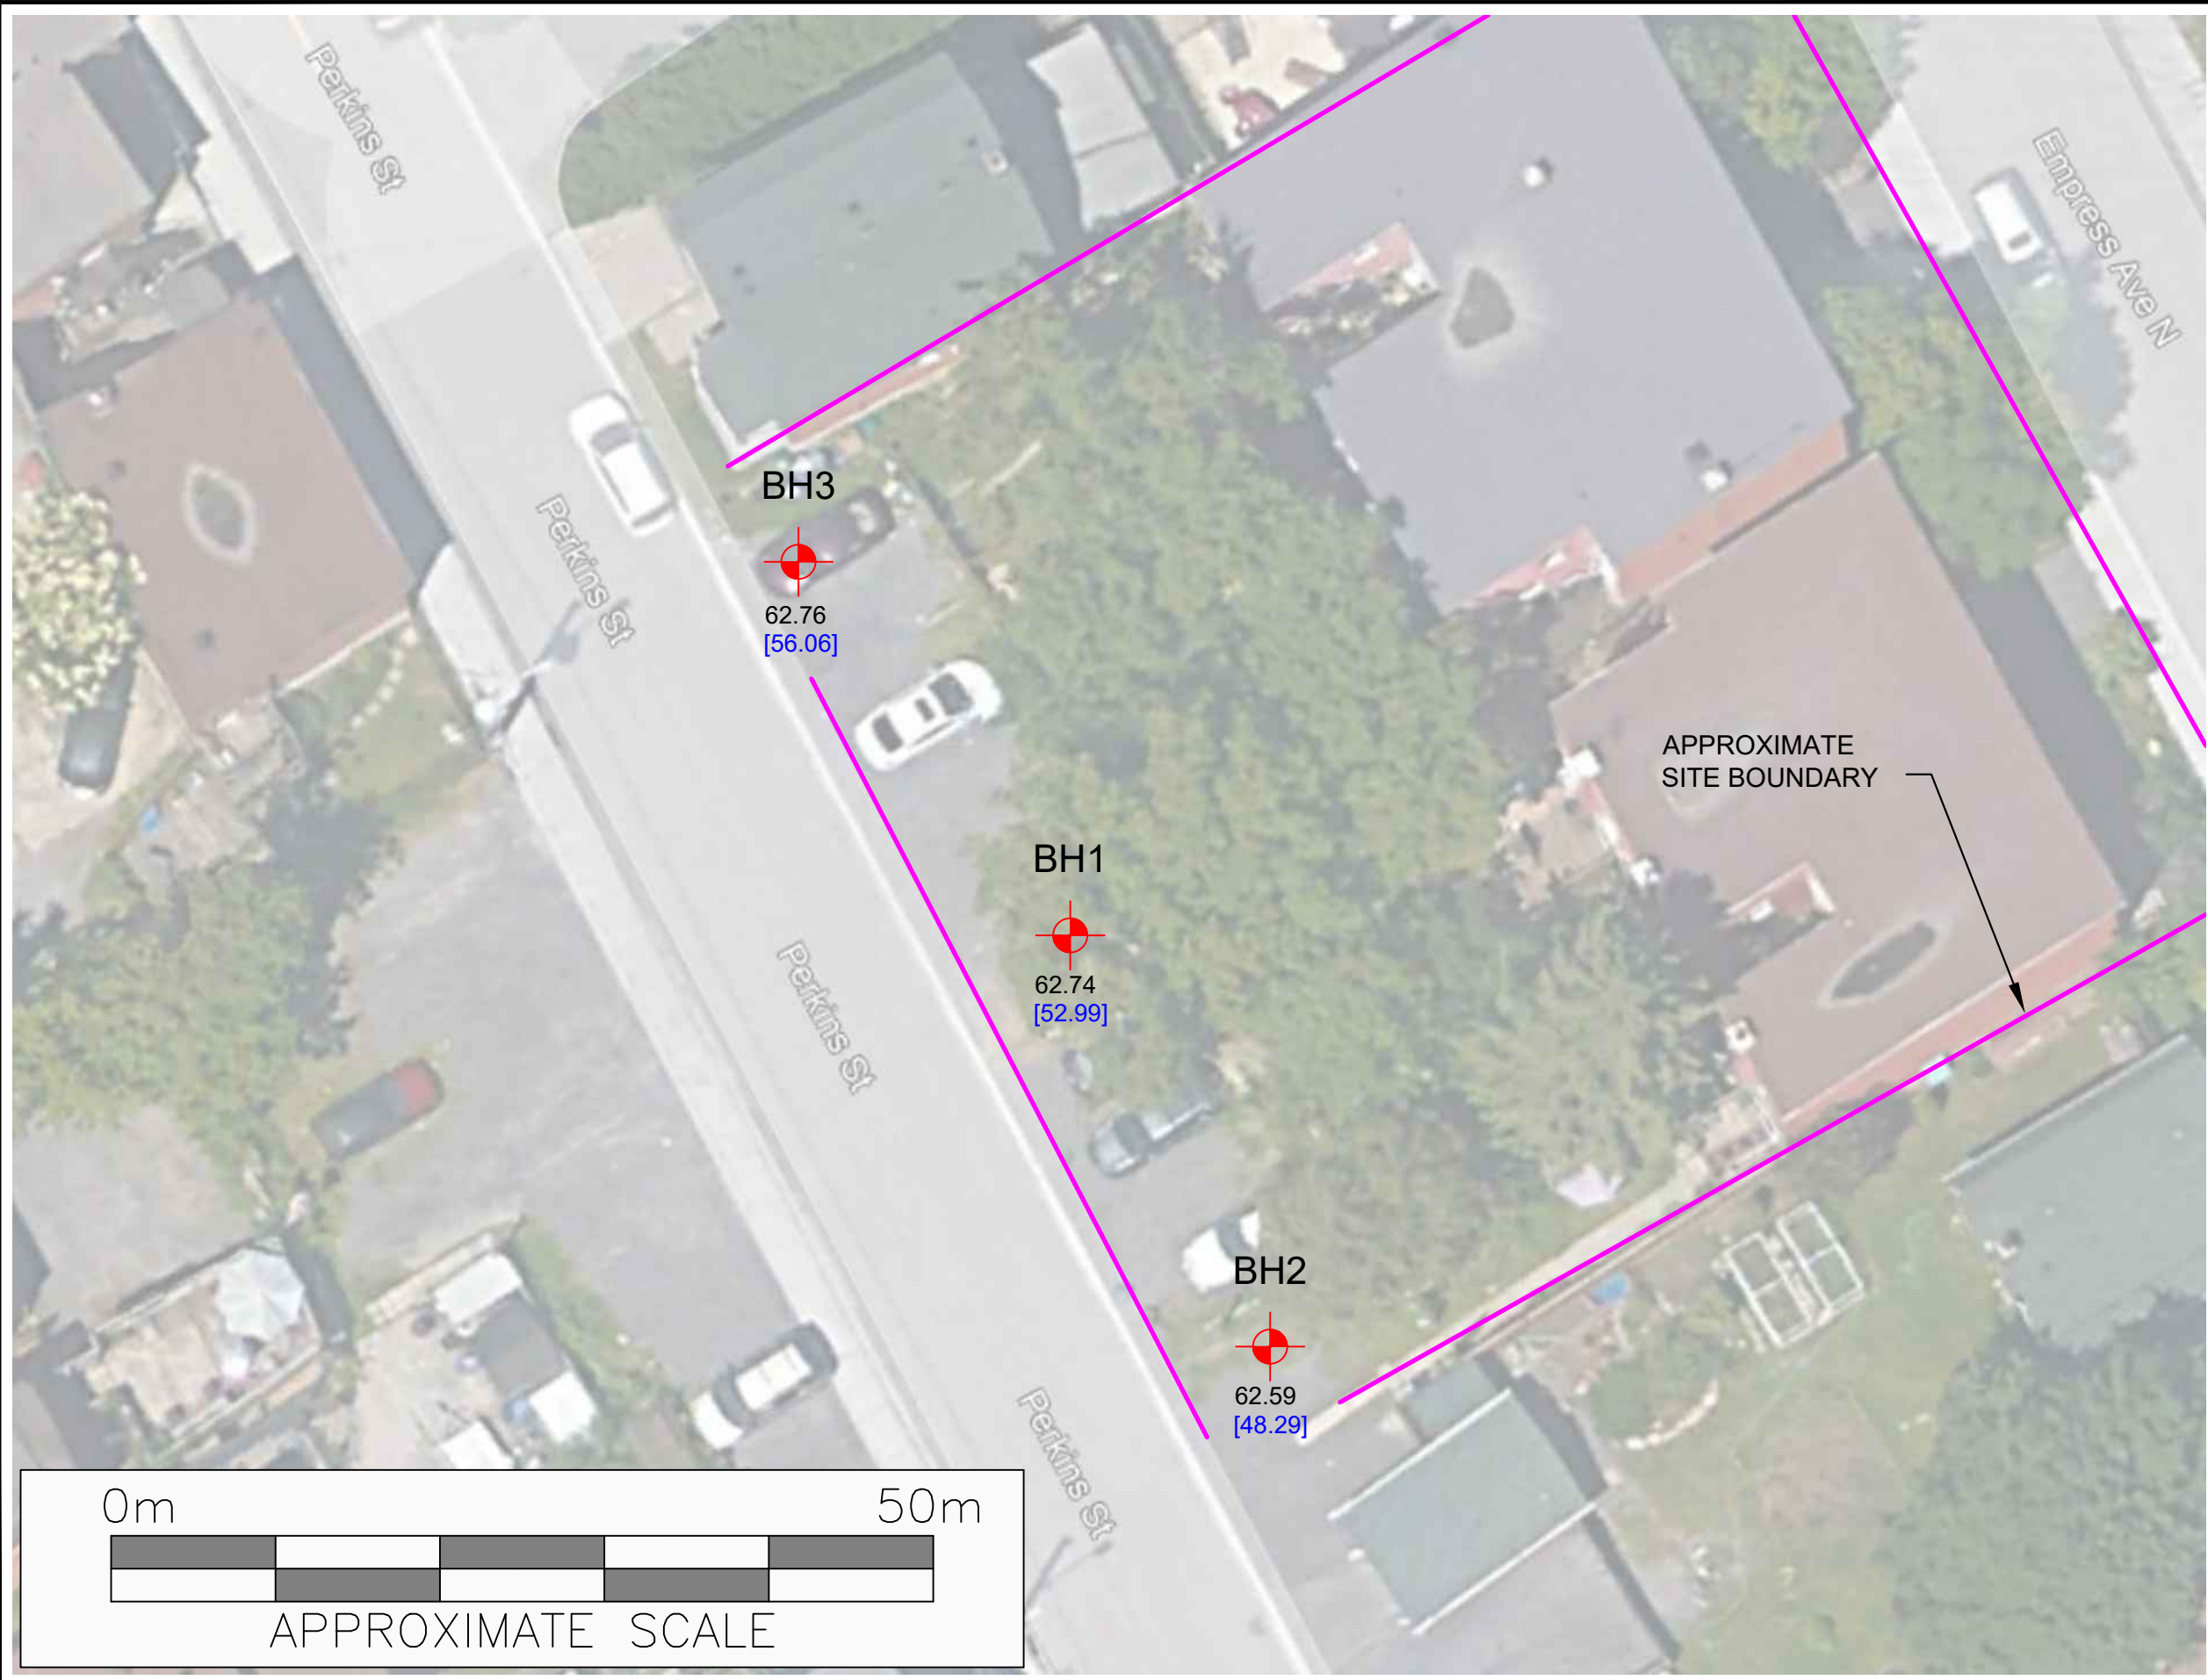 Perkins St
Empress Ave N
BH3
62.76
[56.06]
Perkins St
APPROXIMATE
SITE BOUNDARY
BH1
62.74
[52.99]
Perkins St
BH2
62.59
[48.29]
Perkins St
0m 50m
APPROXIMATE SCALE